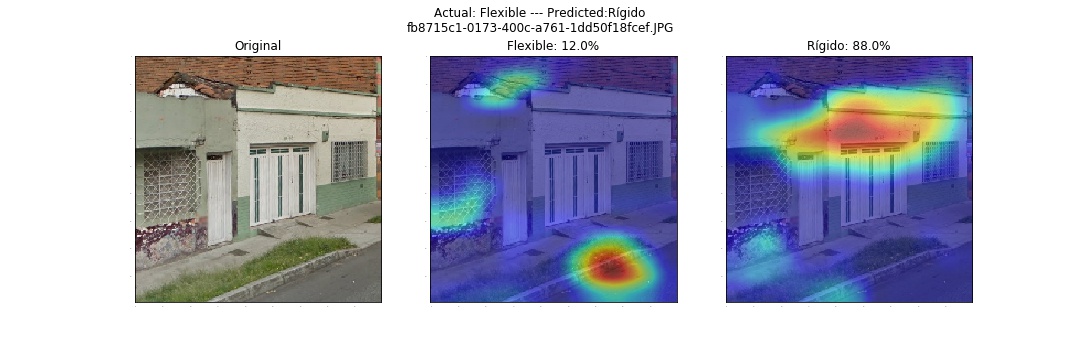 Actual: Flexible --- Predicted:Rígido
fb8715c1-0173-400c-a761-1dd50f18fcef.JPG
Original
Flexible: 12.0%
Rígido: 88.0%